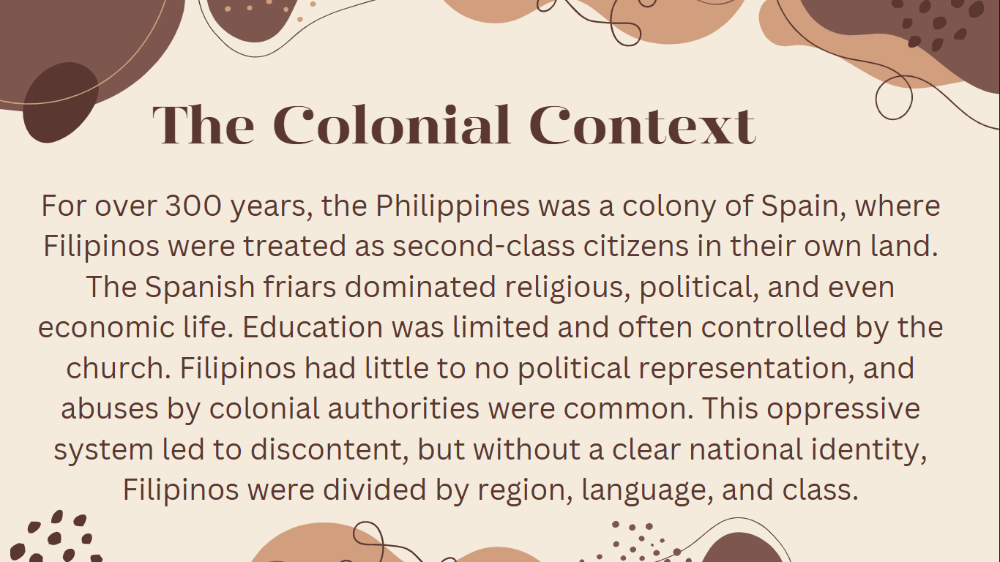 The Colonial Context
For over 300 years, the Philippines was a colony of Spain, where
Filipinos were treated as second-class citizens in their own land.
The Spanish friars dominated religious, political, and even
economic life. Education was limited and often controlled by the
church. Filipinos had little to no political representation, and
abuses by colonial authorities were common. This oppressive
system led to discontent, but without a clear national identity,
Filipinos were divided by region, language, and class.